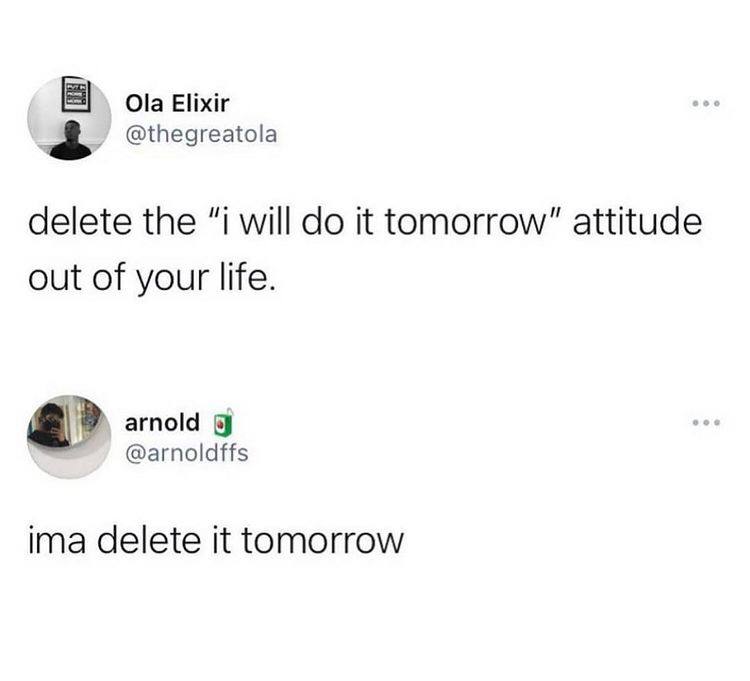 Ola Elixir
@thegreatola
delete the "i will do it tomorrow" attitude
out of your life.
arnold
@arnoldffs
ima delete it tomorrow